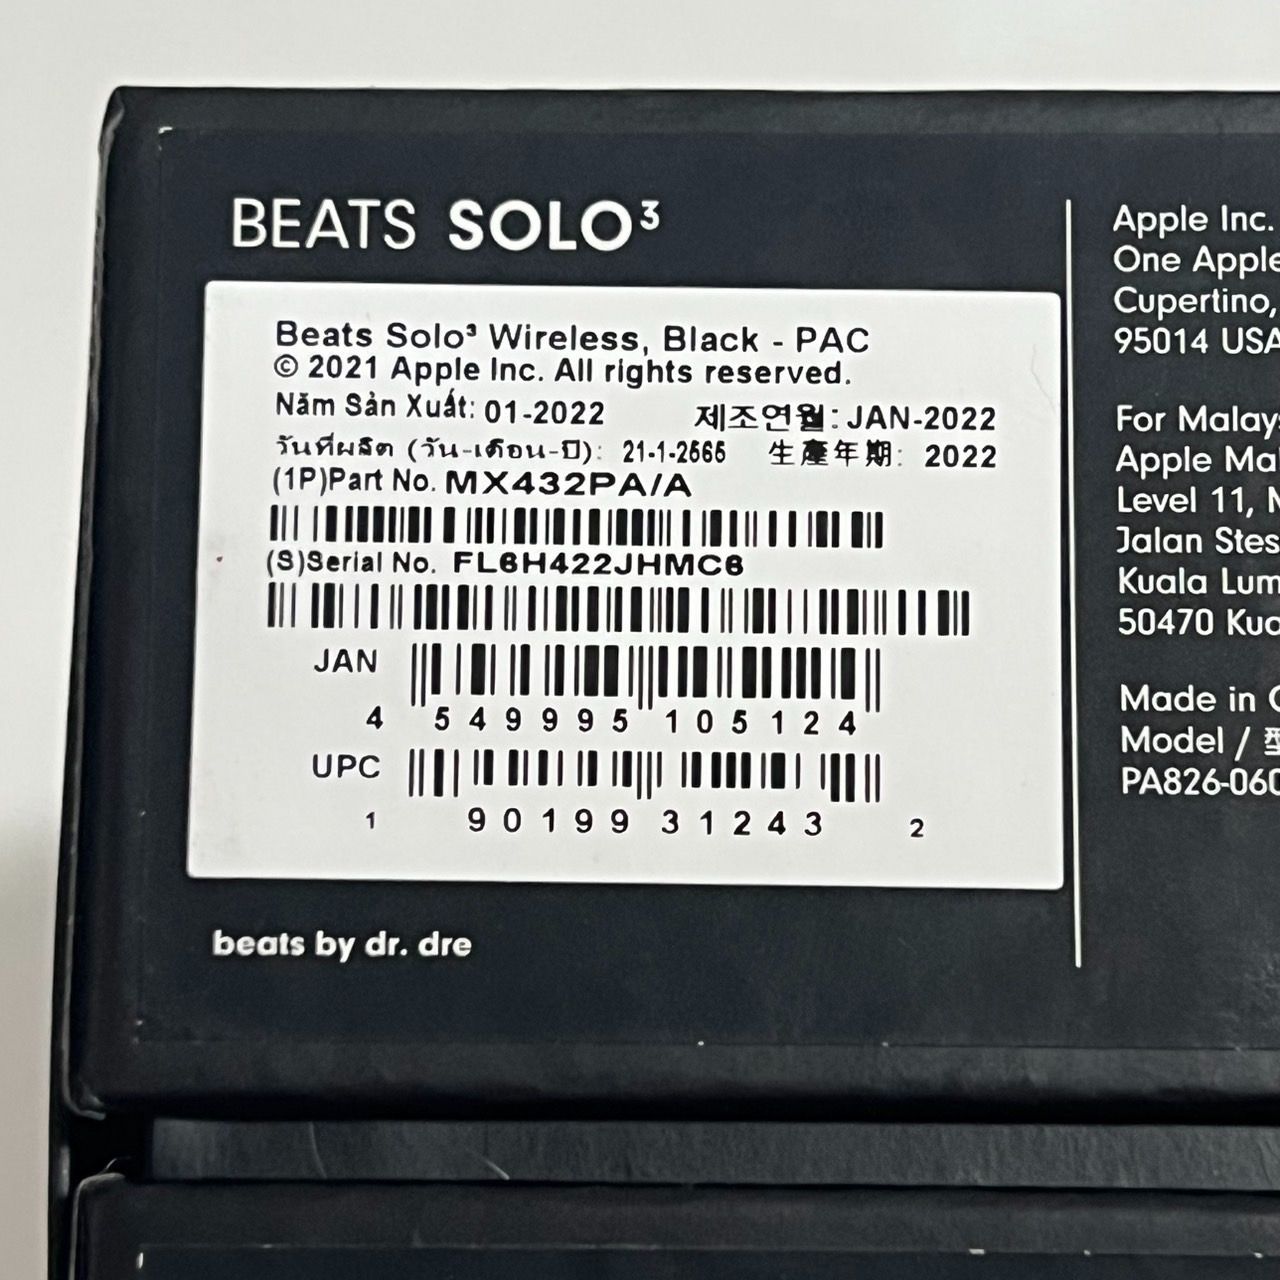 BEATS SOLO³
Beats Solo³ Wireless, Black - PAC
© 2021 Apple Inc. All rights reserved.
Năm Sản Xuất: 01-2022 제조연월: JAN-2022
วันที่ผลิต (วัน-เดือน-ปี): 21-1-2565 生產年期: 2022
(1P)Part No. MX432PA/A
(S)Serial No. FL6H422JHMC6
JAN
4 549995 105124
UPC
1 90199 31243 2
beats by dr. dre
Apple Inc.
One Apple
Cupertino,
95014 USA
For Malay
Apple Mal
Level 11,
Jalan Stes
Kuala Lum
50470 Kua
Made in
Model /
PA826-060